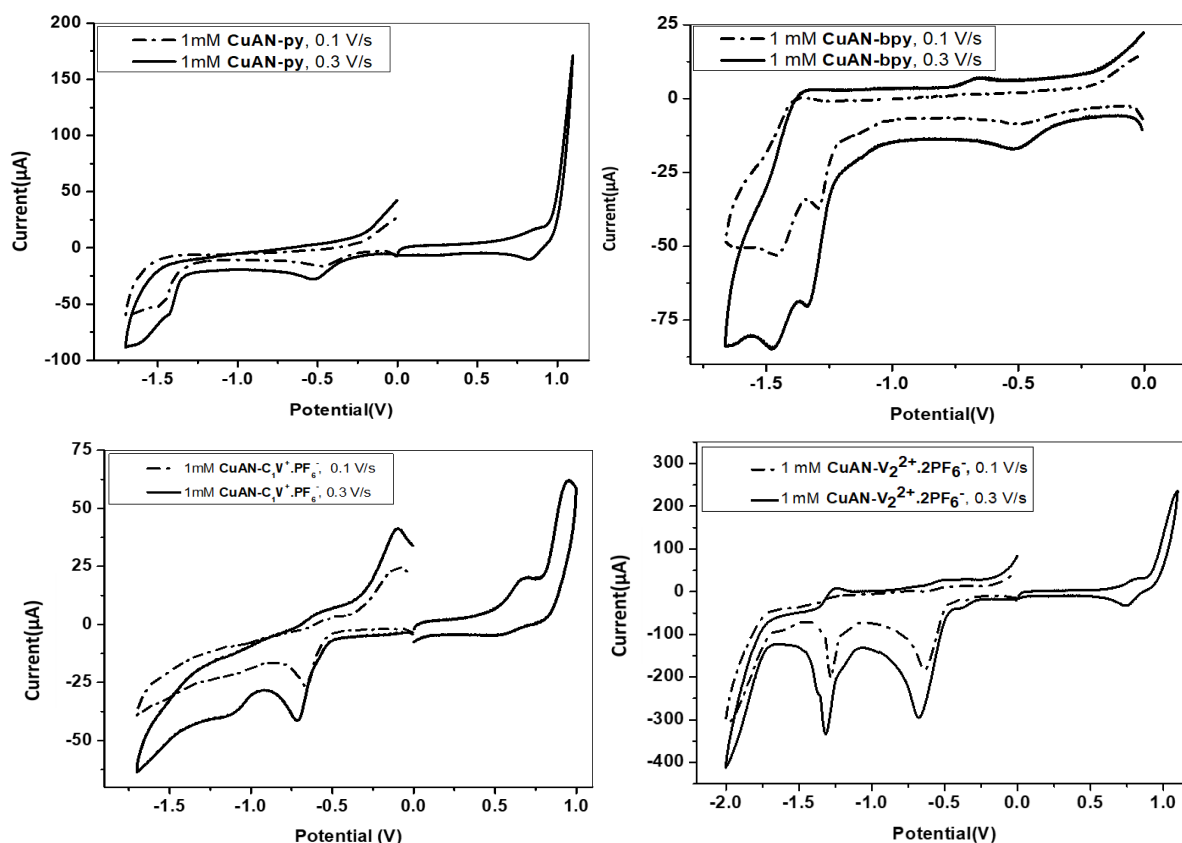 200
150
100
50
0
-50
-100
Current(µA)
1mM CuAN-py, 0.1 V/s
1mM CuAN-py, 0.3 V/s
-1.5 -1.0 -0.5 0.0 0.5 1.0
Potential(V)
25
0
-25
-50
-75
Current(µA)
1 mM CuAN-bpy, 0.1 V/s
1 mM CuAN-bpy, 0.3 V/s
-1.5 -1.0 -0.5 0.0
Potential(V)
75
50
25
0
-25
-50
Current(µA)
1mM CuAN-C₁V⁺.PF₆⁻, 0.1 V/s
1mM CuAN-C₁V⁺.PF₆⁻, 0.3 V/s
-1.5 -1.0 -0.5 0.0 0.5 1.0
Potential (V)
300
200
100
0
-100
-200
-300
-400
Current(µA)
1 mM CuAN-V₂²⁺.2PF₆⁻, 0.1 V/s
1 mM CuAN-V₂²⁺.2PF₆⁻, 0.3 V/s
-2.0 -1.5 -1.0 -0.5 0.0 0.5 1.0
Potential(V)